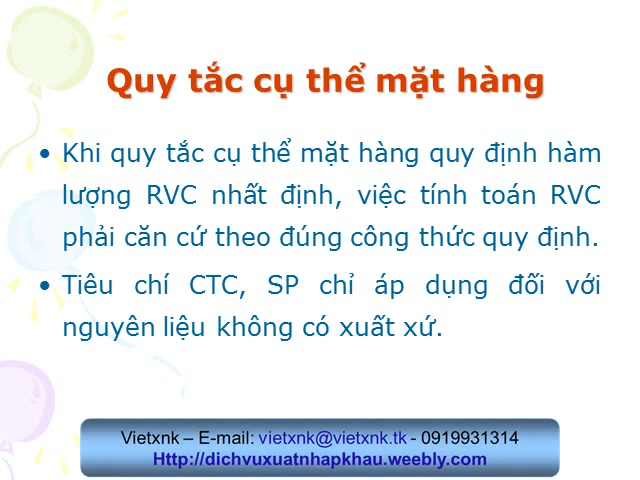 Quy tắc cụ thể mặt hàng
• Khi quy tắc cụ thể mặt hàng quy định hàm
lượng RVC nhất định, việc tính toán RVC
phải căn cứ theo đúng công thức quy định.
• Tiêu chí CTC, SP chỉ áp dụng đối với
nguyên liệu không có xuất xứ.
Vietxnk – E-mail: vietxnk@vietxnk.tk - 0919931314
Http://dichvuxuatnhapkhau.weebly.com